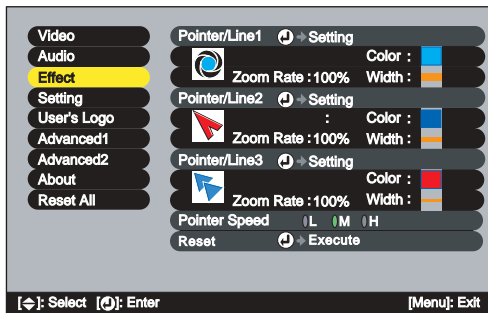 Video
Audio
Effect
Setting
User's Logo
Advanced1
Advanced2
About
Reset All
Pointer/Line1 Setting
Color :
Zoom Rate :100% Width :
Pointer/Line2 Setting
: Color :
Zoom Rate :100% Width :
Pointer/Line3 Setting
Color :
Zoom Rate :100% Width :
Pointer Speed L M H
Reset Execute
[ ]: Select [ ]: Enter [Menu]: Exit